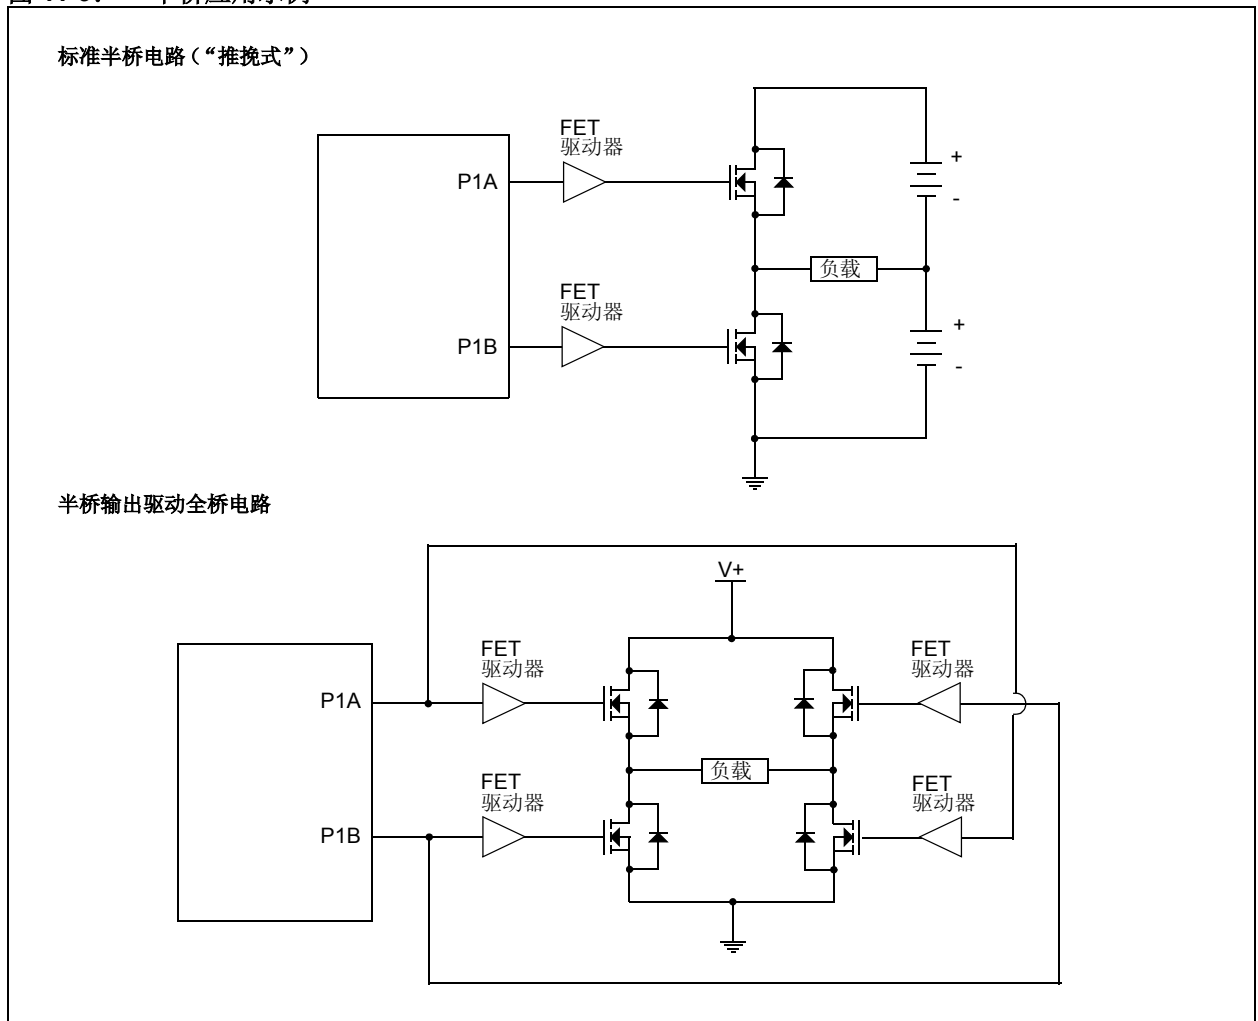 标准半桥电路（“推挽式”）
FET
驱动器
P1A
+
-
负载
FET
驱动器
P1B
+
-
半桥输出驱动全桥电路
V+
FET
驱动器
FET
驱动器
P1A
负载
FET
驱动器
FET
驱动器
P1B